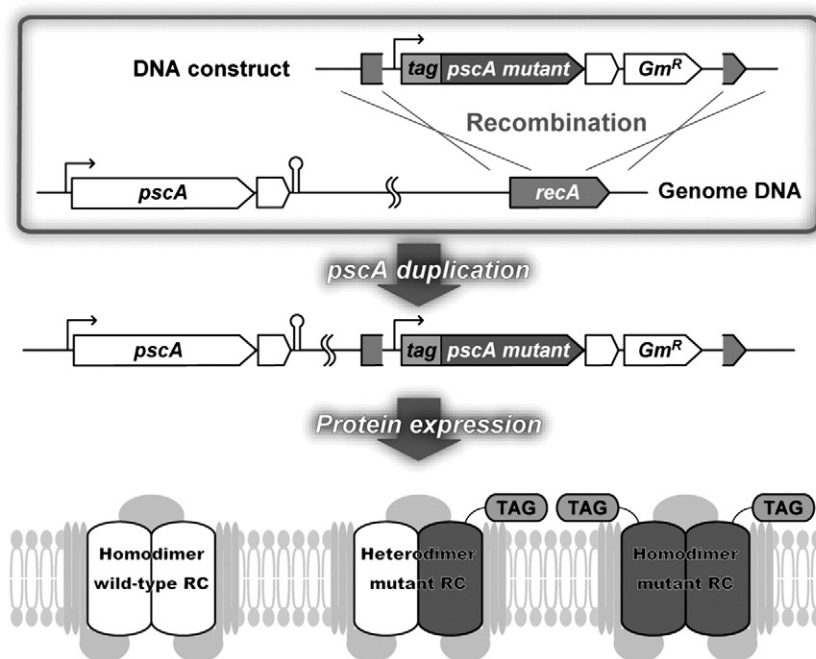 DNA construct
tag pscA mutant Gm^R
Recombination
pscA
recA
Genome DNA
pscA duplication
pscA
tag pscA mutant Gm^R
Protein expression
TAG TAG TAG
Homodimer
wild-type RC
Heterodimer
mutant RC
Homodimer
mutant RC